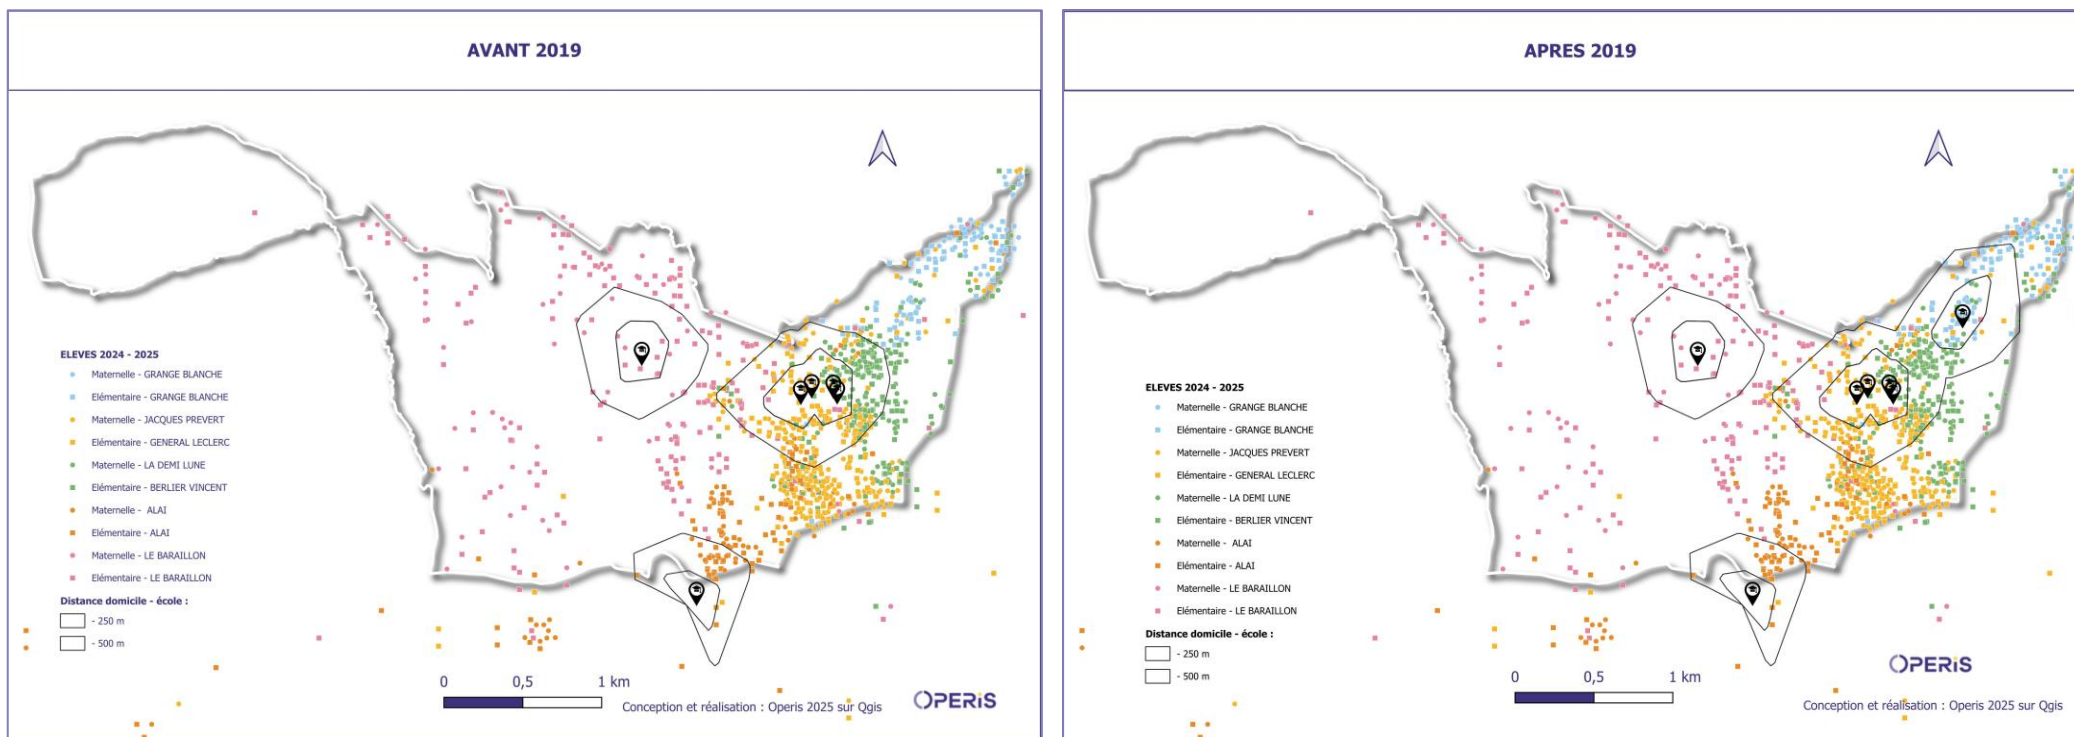 AVANT 2019
ELEVES 2024 - 2025
Maternelle - GRANGE BLANCHE
Elémentaire - GRANGE BLANCHE
Maternelle - JACQUES PREVERT
Elémentaire - GENERAL LECLERC
Maternelle - LA DEMI LUNE
Elémentaire - BERLIER VINCENT
Maternelle - ALAI
Elémentaire - ALAI
Maternelle - LE BARAILLON
Elémentaire - LE BARAILLON
Distance domicile - école :
- 250 m
- 500 m
0 0,5 1 km
Conception et réalisation : Operis 2025 sur Qgis
OPERiS
APRES 2019
ELEVES 2024 - 2025
Maternelle - GRANGE BLANCHE
Elémentaire - GRANGE BLANCHE
Maternelle - JACQUES PREVERT
Elémentaire - GENERAL LECLERC
Maternelle - LA DEMI LUNE
Elémentaire - BERLIER VINCENT
Maternelle - ALAI
Elémentaire - ALAI
Maternelle - LE BARAILLON
Elémentaire - LE BARAILLON
Distance domicile - école :
- 250 m
- 500 m
OPERiS
0 0,5 1 km
Conception et réalisation : Operis 2025 sur Qgis